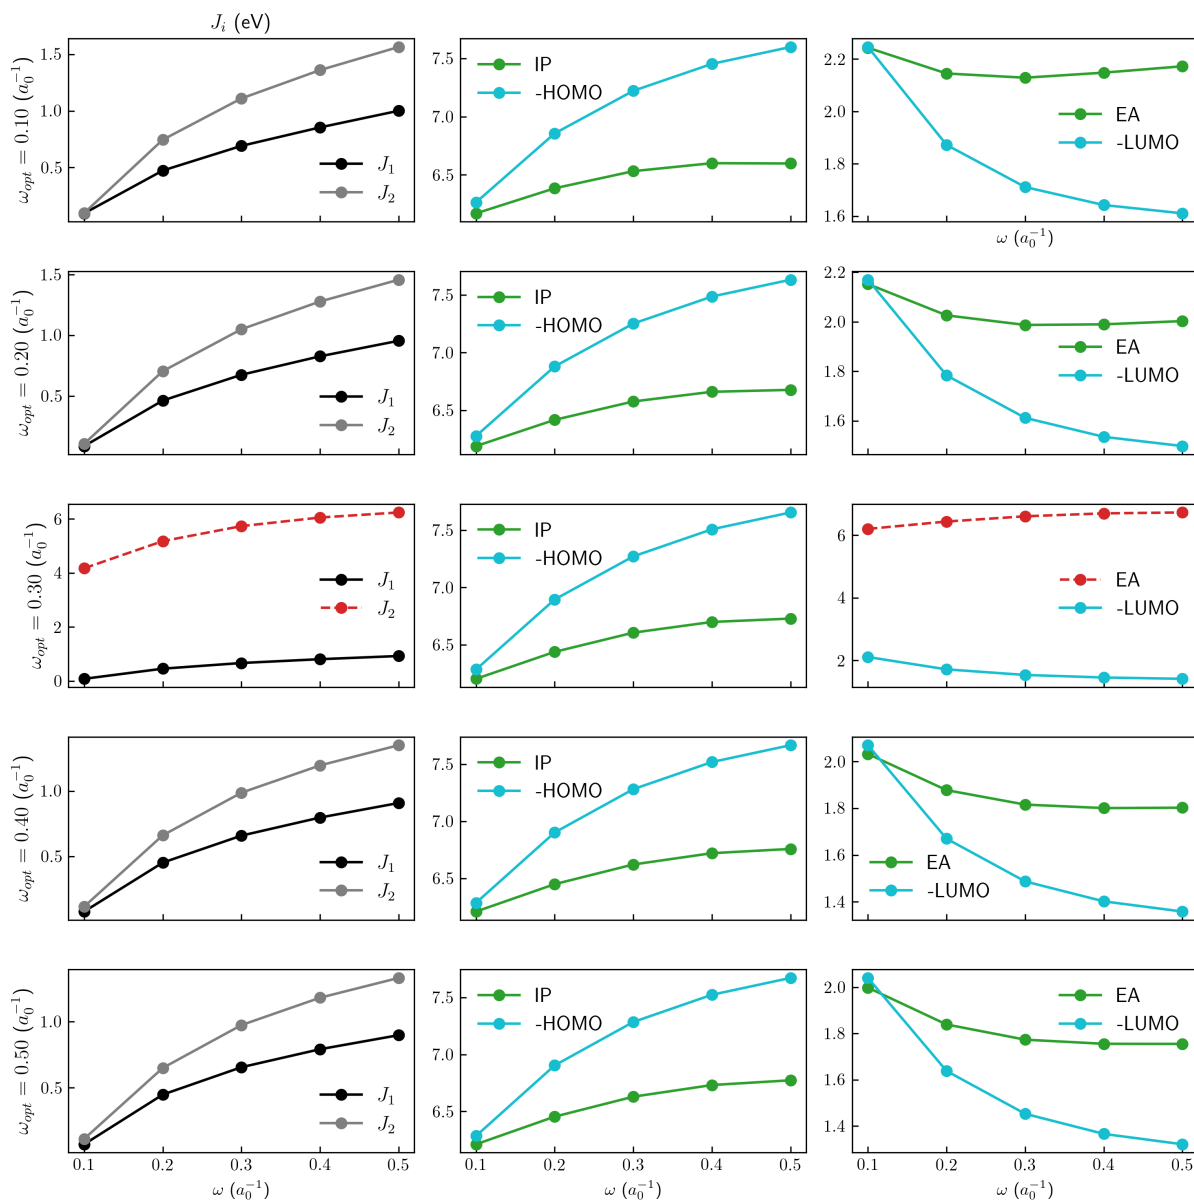 J_i (eV)
ω_opt = 0.10 (a_0^{-1})
1.5
1.0
0.5
J_1
J_2
7.5
7.0
6.5
IP
-HOMO
2.2
2.0
1.8
1.6
EA
-LUMO
ω (a_0^{-1})
ω_opt = 0.20 (a_0^{-1})
1.5
1.0
0.5
J_1
J_2
7.5
7.0
6.5
IP
-HOMO
2.2
2.0
1.8
1.6
EA
-LUMO
ω_opt = 0.30 (a_0^{-1})
6
4
2
0
J_1
J_2
7.5
7.0
6.5
IP
-HOMO
6
4
2
EA
-LUMO
ω_opt = 0.40 (a_0^{-1})
1.0
0.5
J_1
J_2
7.5
7.0
6.5
IP
-HOMO
2.0
1.8
1.6
1.4
EA
-LUMO
ω_opt = 0.50 (a_0^{-1})
1.0
0.5
J_1
J_2
0.1 0.2 0.3 0.4 0.5
ω (a_0^{-1})
7.5
7.0
6.5
IP
-HOMO
0.1 0.2 0.3 0.4 0.5
ω (a_0^{-1})
2.0
1.8
1.6
1.4
EA
-LUMO
0.1 0.2 0.3 0.4 0.5
ω (a_0^{-1})